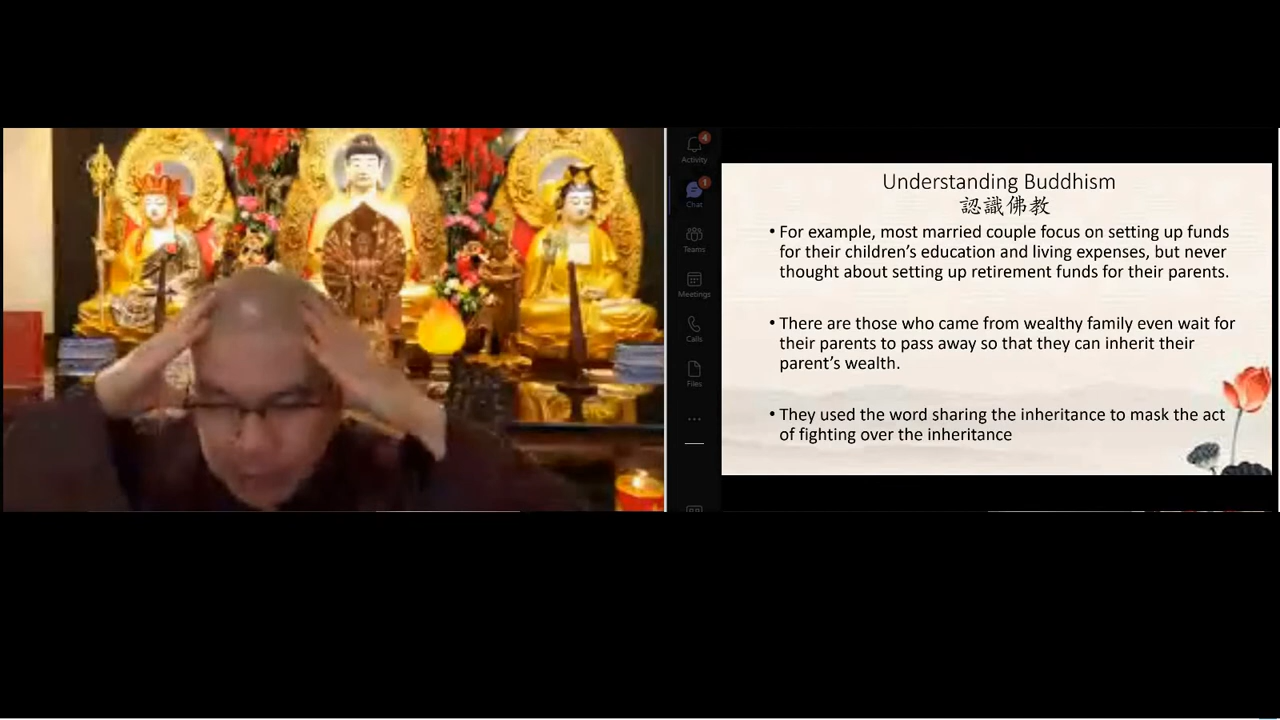 4
Activity
1
Chat
Teams
Meetings
Calls
Files
Understanding Buddhism
認識佛教
• For example, most married couple focus on setting up funds
for their children's education and living expenses, but never
thought about setting up retirement funds for their parents.
• There are those who came from wealthy family even wait for
their parents to pass away so that they can inherit their
parent's wealth.
• They used the word sharing the inheritance to mask the act
of fighting over the inheritance